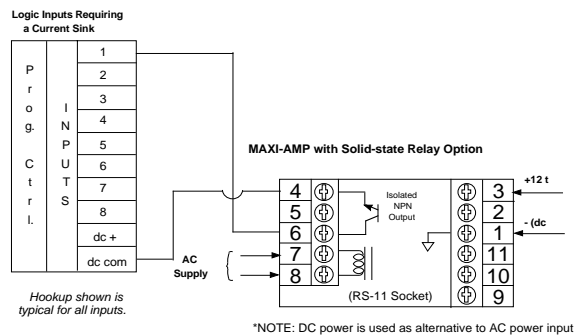 Logic Inputs Requiring
a Current Sink
Prog. Ctrl.
INPUTS
1
2
3
4
5
6
7
8
dc +
dc com
Hookup shown is
typical for all inputs.
MAXI-AMP with Solid-state Relay Option
AC
Supply
4
5
6
7
8
Isolated
NPN
Output
(RS-11 Socket)
3
2
1
11
10
9
+12 t
- (dc
*NOTE: DC power is used as alternative to AC power input